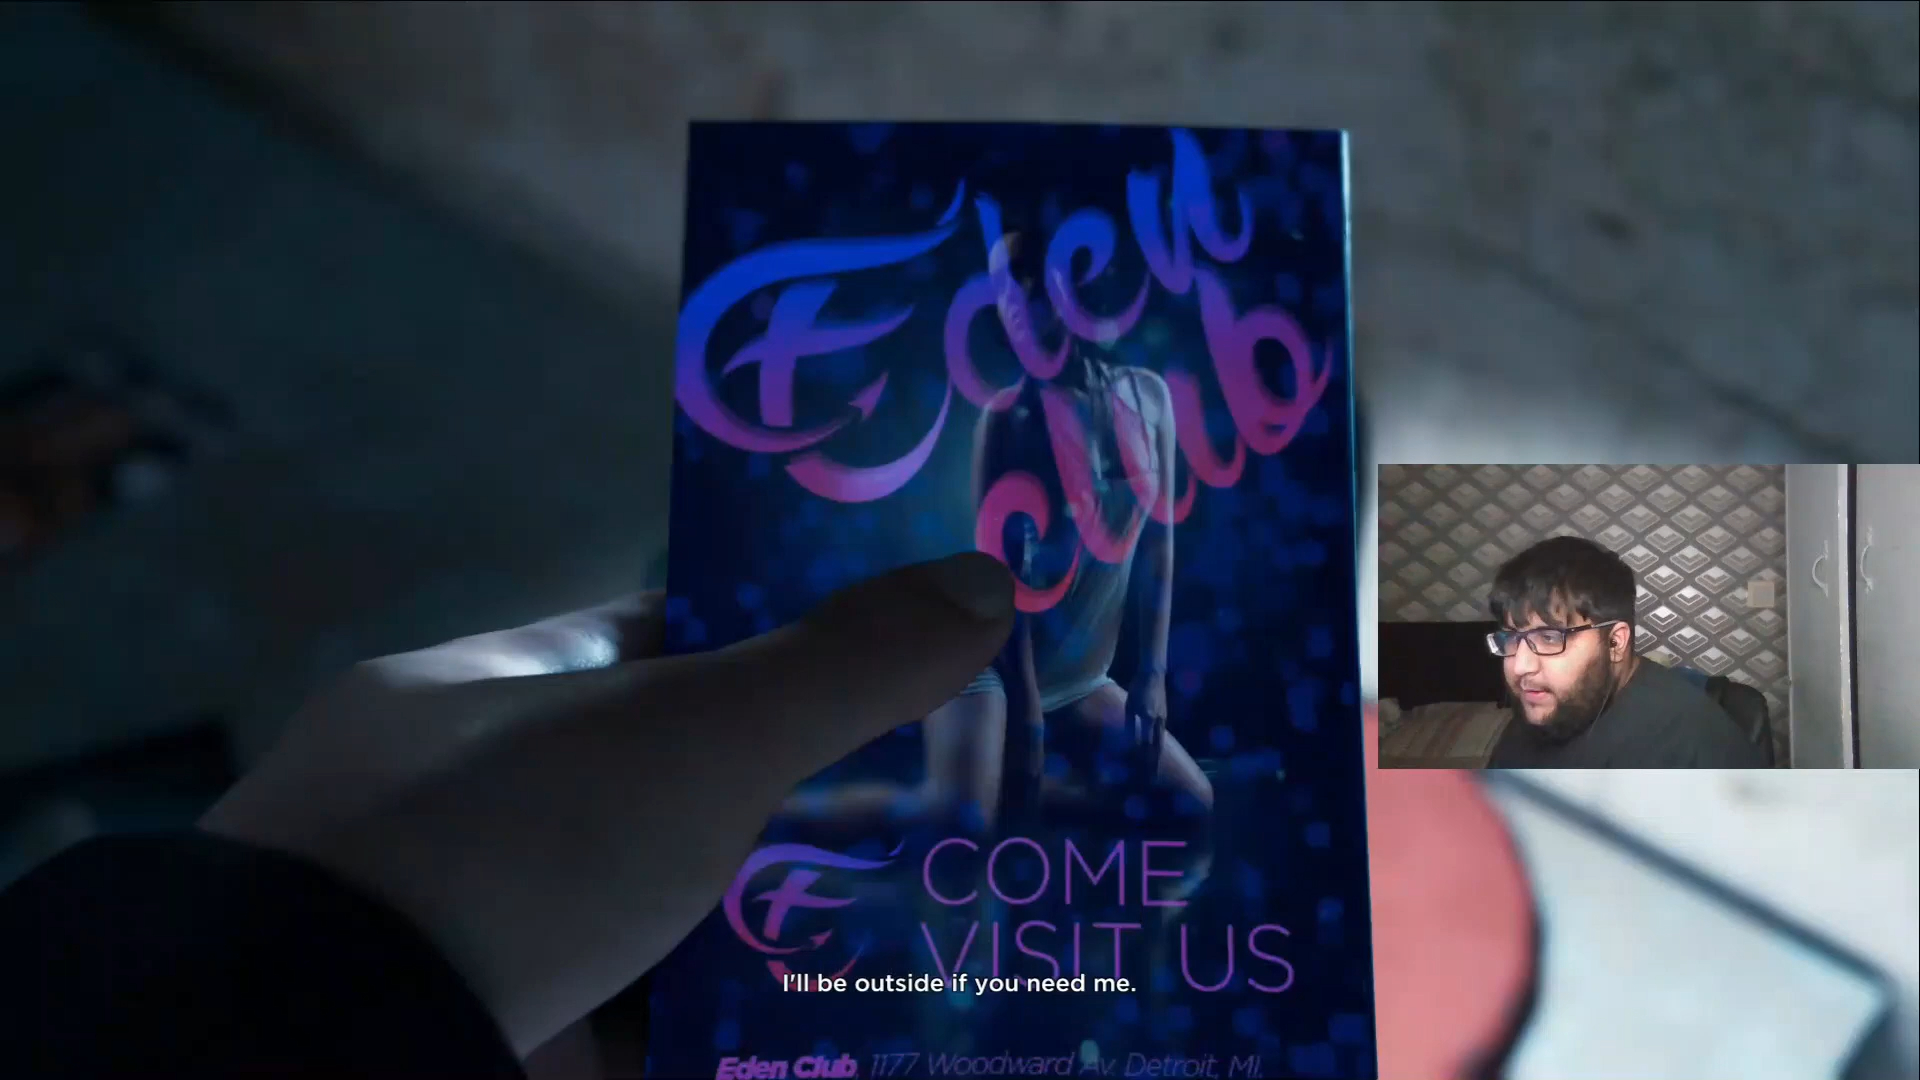 Eden
club
COME
VISIT US
I'll be outside if you need me.
Eden Club, 1177 Woodward Av. Detroit, MI.